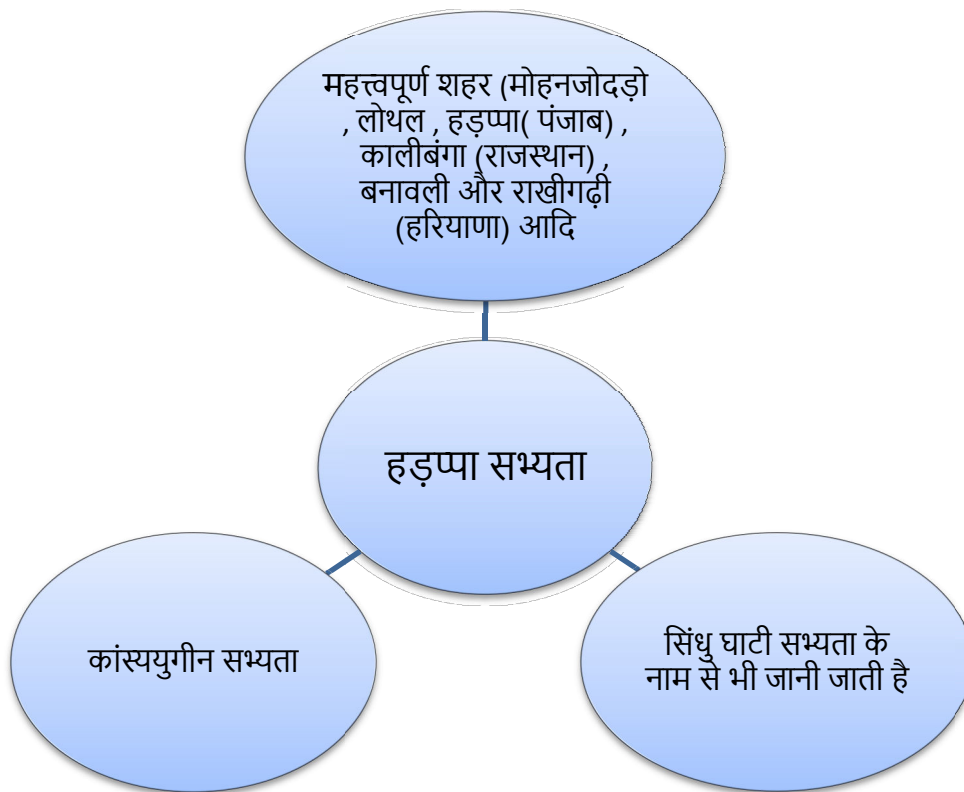 महत्त्वपूर्ण शहर (मोहनजोदड़ो
, लोथल , हड़प्पा( पंजाब) ,
कालीबंगा (राजस्थान) ,
बनावली और राखीगढ़ी
(हरियाणा) आदि
हड़प्पा सभ्यता
कांस्ययुगीन सभ्यता
सिंधु घाटी सभ्यता के
नाम से भी जानी जाती है